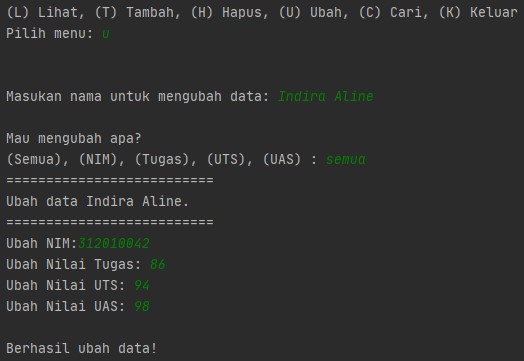 (L) Lihat, (T) Tambah, (H) Hapus, (U) Ubah, (C) Cari, (K) Keluar
Pilih menu: u
Masukan nama untuk mengubah data: Indira Aline
Mau mengubah apa?
(Semua), (NIM), (Tugas), (UTS), (UAS) : semua
==========================
Ubah data Indira Aline.
==========================
Ubah NIM:312010042
Ubah Nilai Tugas: 86
Ubah Nilai UTS: 94
Ubah Nilai UAS: 98
Berhasil ubah data!